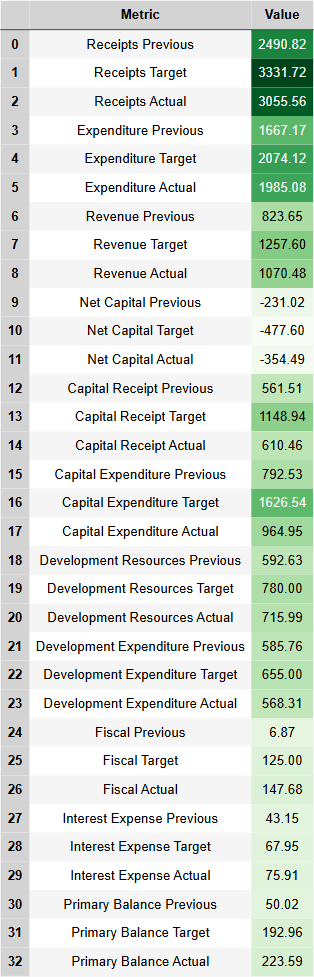 Metric Value
0 Receipts Previous 2490.82
1 Receipts Target 3331.72
2 Receipts Actual 3055.56
3 Expenditure Previous 1667.17
4 Expenditure Target 2074.12
5 Expenditure Actual 1985.08
6 Revenue Previous 823.65
7 Revenue Target 1257.60
8 Revenue Actual 1070.48
9 Net Capital Previous -231.02
10 Net Capital Target -477.60
11 Net Capital Actual -354.49
12 Capital Receipt Previous 561.51
13 Capital Receipt Target 1148.94
14 Capital Receipt Actual 610.46
15 Capital Expenditure Previous 792.53
16 Capital Expenditure Target 1626.54
17 Capital Expenditure Actual 964.95
18 Development Resources Previous 592.63
19 Development Resources Target 780.00
20 Development Resources Actual 715.99
21 Development Expenditure Previous 585.76
22 Development Expenditure Target 655.00
23 Development Expenditure Actual 568.31
24 Fiscal Previous 6.87
25 Fiscal Target 125.00
26 Fiscal Actual 147.68
27 Interest Expense Previous 43.15
28 Interest Expense Target 67.95
29 Interest Expense Actual 75.91
30 Primary Balance Previous 50.02
31 Primary Balance Target 192.96
32 Primary Balance Actual 223.59